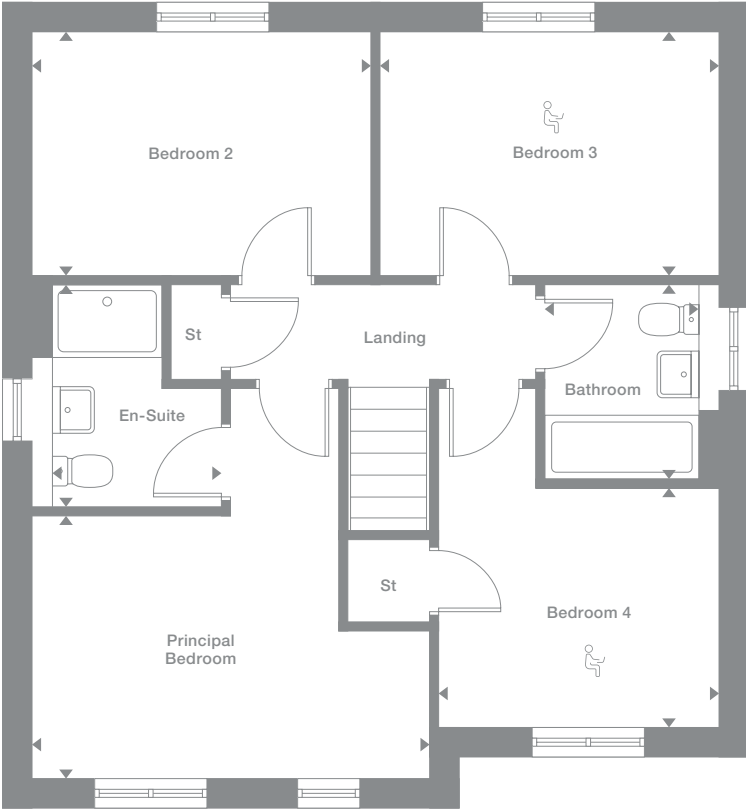 Bedroom 2
Bedroom 3
St
Landing
En-Suite
Bathroom
St
Bedroom 4
Principal
Bedroom